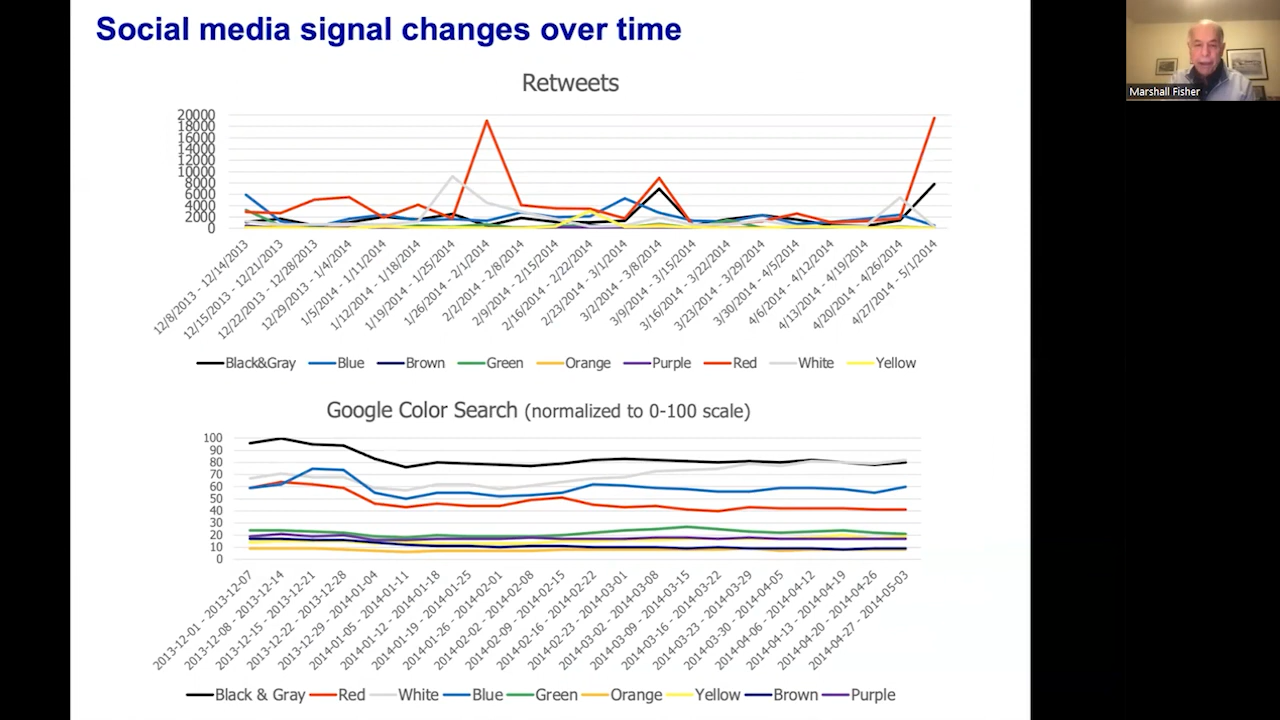 Social media signal changes over time
Marshall Fisher
Retweets
20000
18000
16000
14000
12000
10000
8000
6000
4000
2000
0
12/8/2013 - 12/14/2013
12/15/2013 - 12/21/2013
12/22/2013 - 12/28/2013
12/29/2013 - 1/4/2014
1/5/2014 - 1/11/2014
1/12/2014 - 1/18/2014
1/19/2014 - 1/25/2014
1/26/2014 - 2/1/2014
2/2/2014 - 2/8/2014
2/9/2014 - 2/15/2014
2/16/2014 - 2/22/2014
2/23/2014 - 3/1/2014
3/2/2014 - 3/8/2014
3/9/2014 - 3/15/2014
3/16/2014 - 3/22/2014
3/23/2014 - 3/29/2014
3/30/2014 - 4/5/2014
4/6/2014 - 4/12/2014
4/13/2014 - 4/19/2014
4/20/2014 - 4/26/2014
4/27/2014 - 5/1/2014
Black&Gray Blue Brown Green Orange Purple Red White Yellow
Google Color Search (normalized to 0-100 scale)
100
90
80
70
60
50
40
30
20
10
0
2013-12-01 - 2013-12-07
2013-12-08 - 2013-12-14
2013-12-15 - 2013-12-21
2013-12-22 - 2013-12-28
2013-12-29 - 2014-01-04
2014-01-05 - 2014-01-11
2014-01-12 - 2014-01-18
2014-01-19 - 2014-01-25
2014-01-26 - 2014-02-01
2014-02-02 - 2014-02-08
2014-02-09 - 2014-02-15
2014-02-16 - 2014-02-22
2014-02-23 - 2014-03-01
2014-03-02 - 2014-03-08
2014-03-09 - 2014-03-15
2014-03-16 - 2014-03-22
2014-03-23 - 2014-03-29
2014-03-30 - 2014-04-05
2014-04-06 - 2014-04-12
2014-04-13 - 2014-04-19
2014-04-20 - 2014-04-26
2014-04-27 - 2014-05-03
Black & Gray Red White Blue Green Orange Yellow Brown Purple